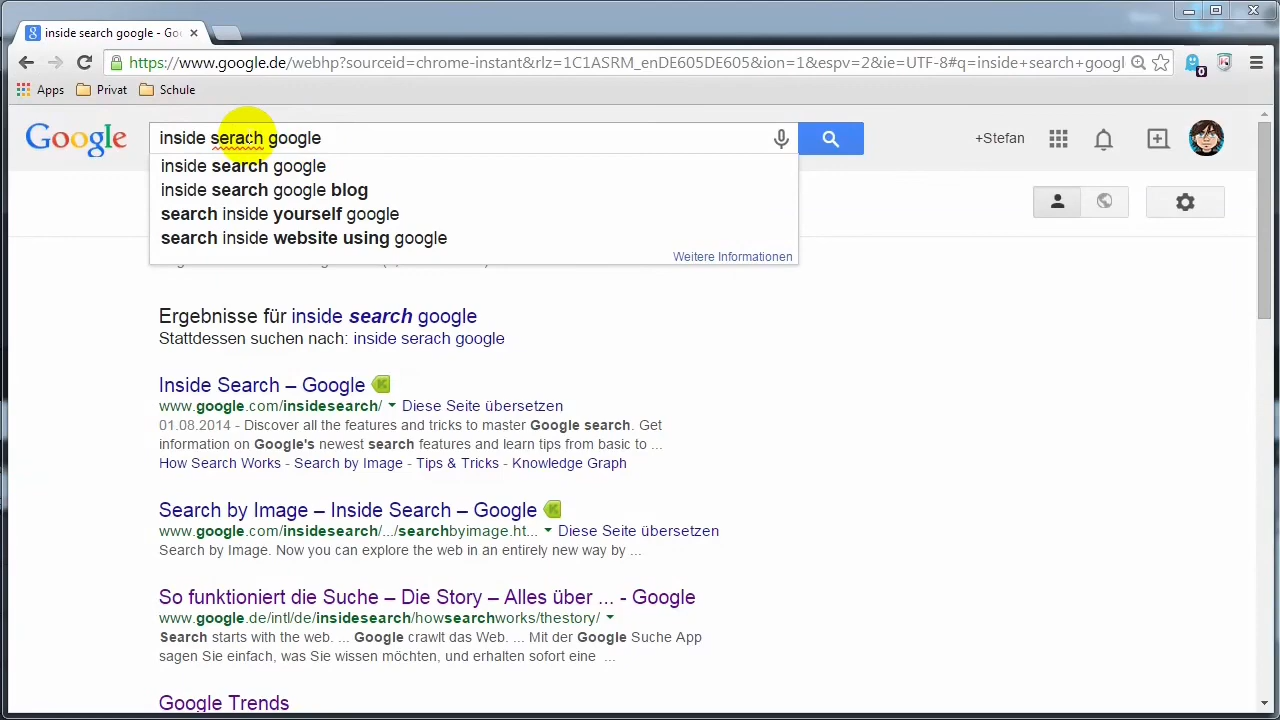 inside search google - Go
https://www.google.de/webhp?sourceid=chrome-instant&rlz=1C1ASRM_enDE605DE605&ion=1&espv=2&ie=UTF-8#q=inside+search+googl
Apps Privat Schule
Google inside serach google +Stefan
inside search google
inside search google blog
search inside yourself google
search inside website using google
Weitere Informationen
Ergebnisse für inside search google
Stattdessen suchen nach: inside serach google
Inside Search – Google
www.google.com/insidesearch/ Diese Seite übersetzen
01.08.2014 - Discover all the features and tricks to master Google search. Get
information on Google's newest search features and learn tips from basic to ...
How Search Works - Search by Image - Tips & Tricks - Knowledge Graph
Search by Image – Inside Search – Google
www.google.com/insidesearch/.../searchbyimage.ht... Diese Seite übersetzen
Search by Image. Now you can explore the web in an entirely new way by ...
So funktioniert die Suche – Die Story – Alles über ... - Google
www.google.de/intl/de/insidesearch/howsearchworks/thestory/
Search starts with the web. ... Google crawlt das Web. ... Mit der Google Suche App
sagen Sie einfach, was Sie wissen möchten, und erhalten sofort eine ...
Google Trends